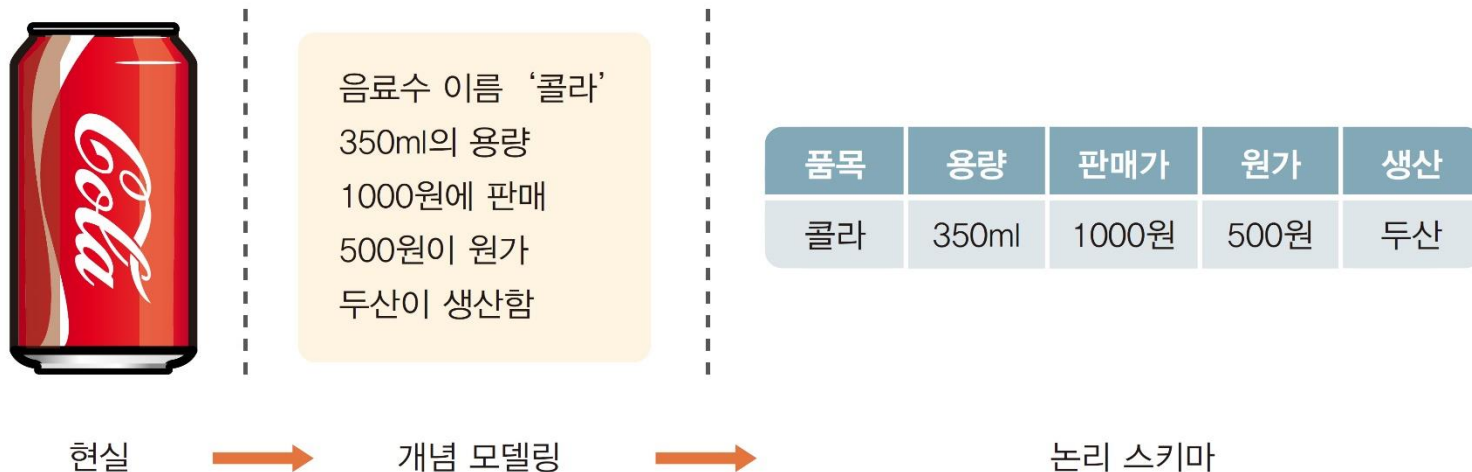 Cola
음료수 이름 ‘콜라’
350ml의 용량
1000원에 판매
500원이 원가
두산이 생산함
품목 용량 판매가 원가 생산
콜라 350ml 1000원 500원 두산
현실 개념 모델링 논리 스키마